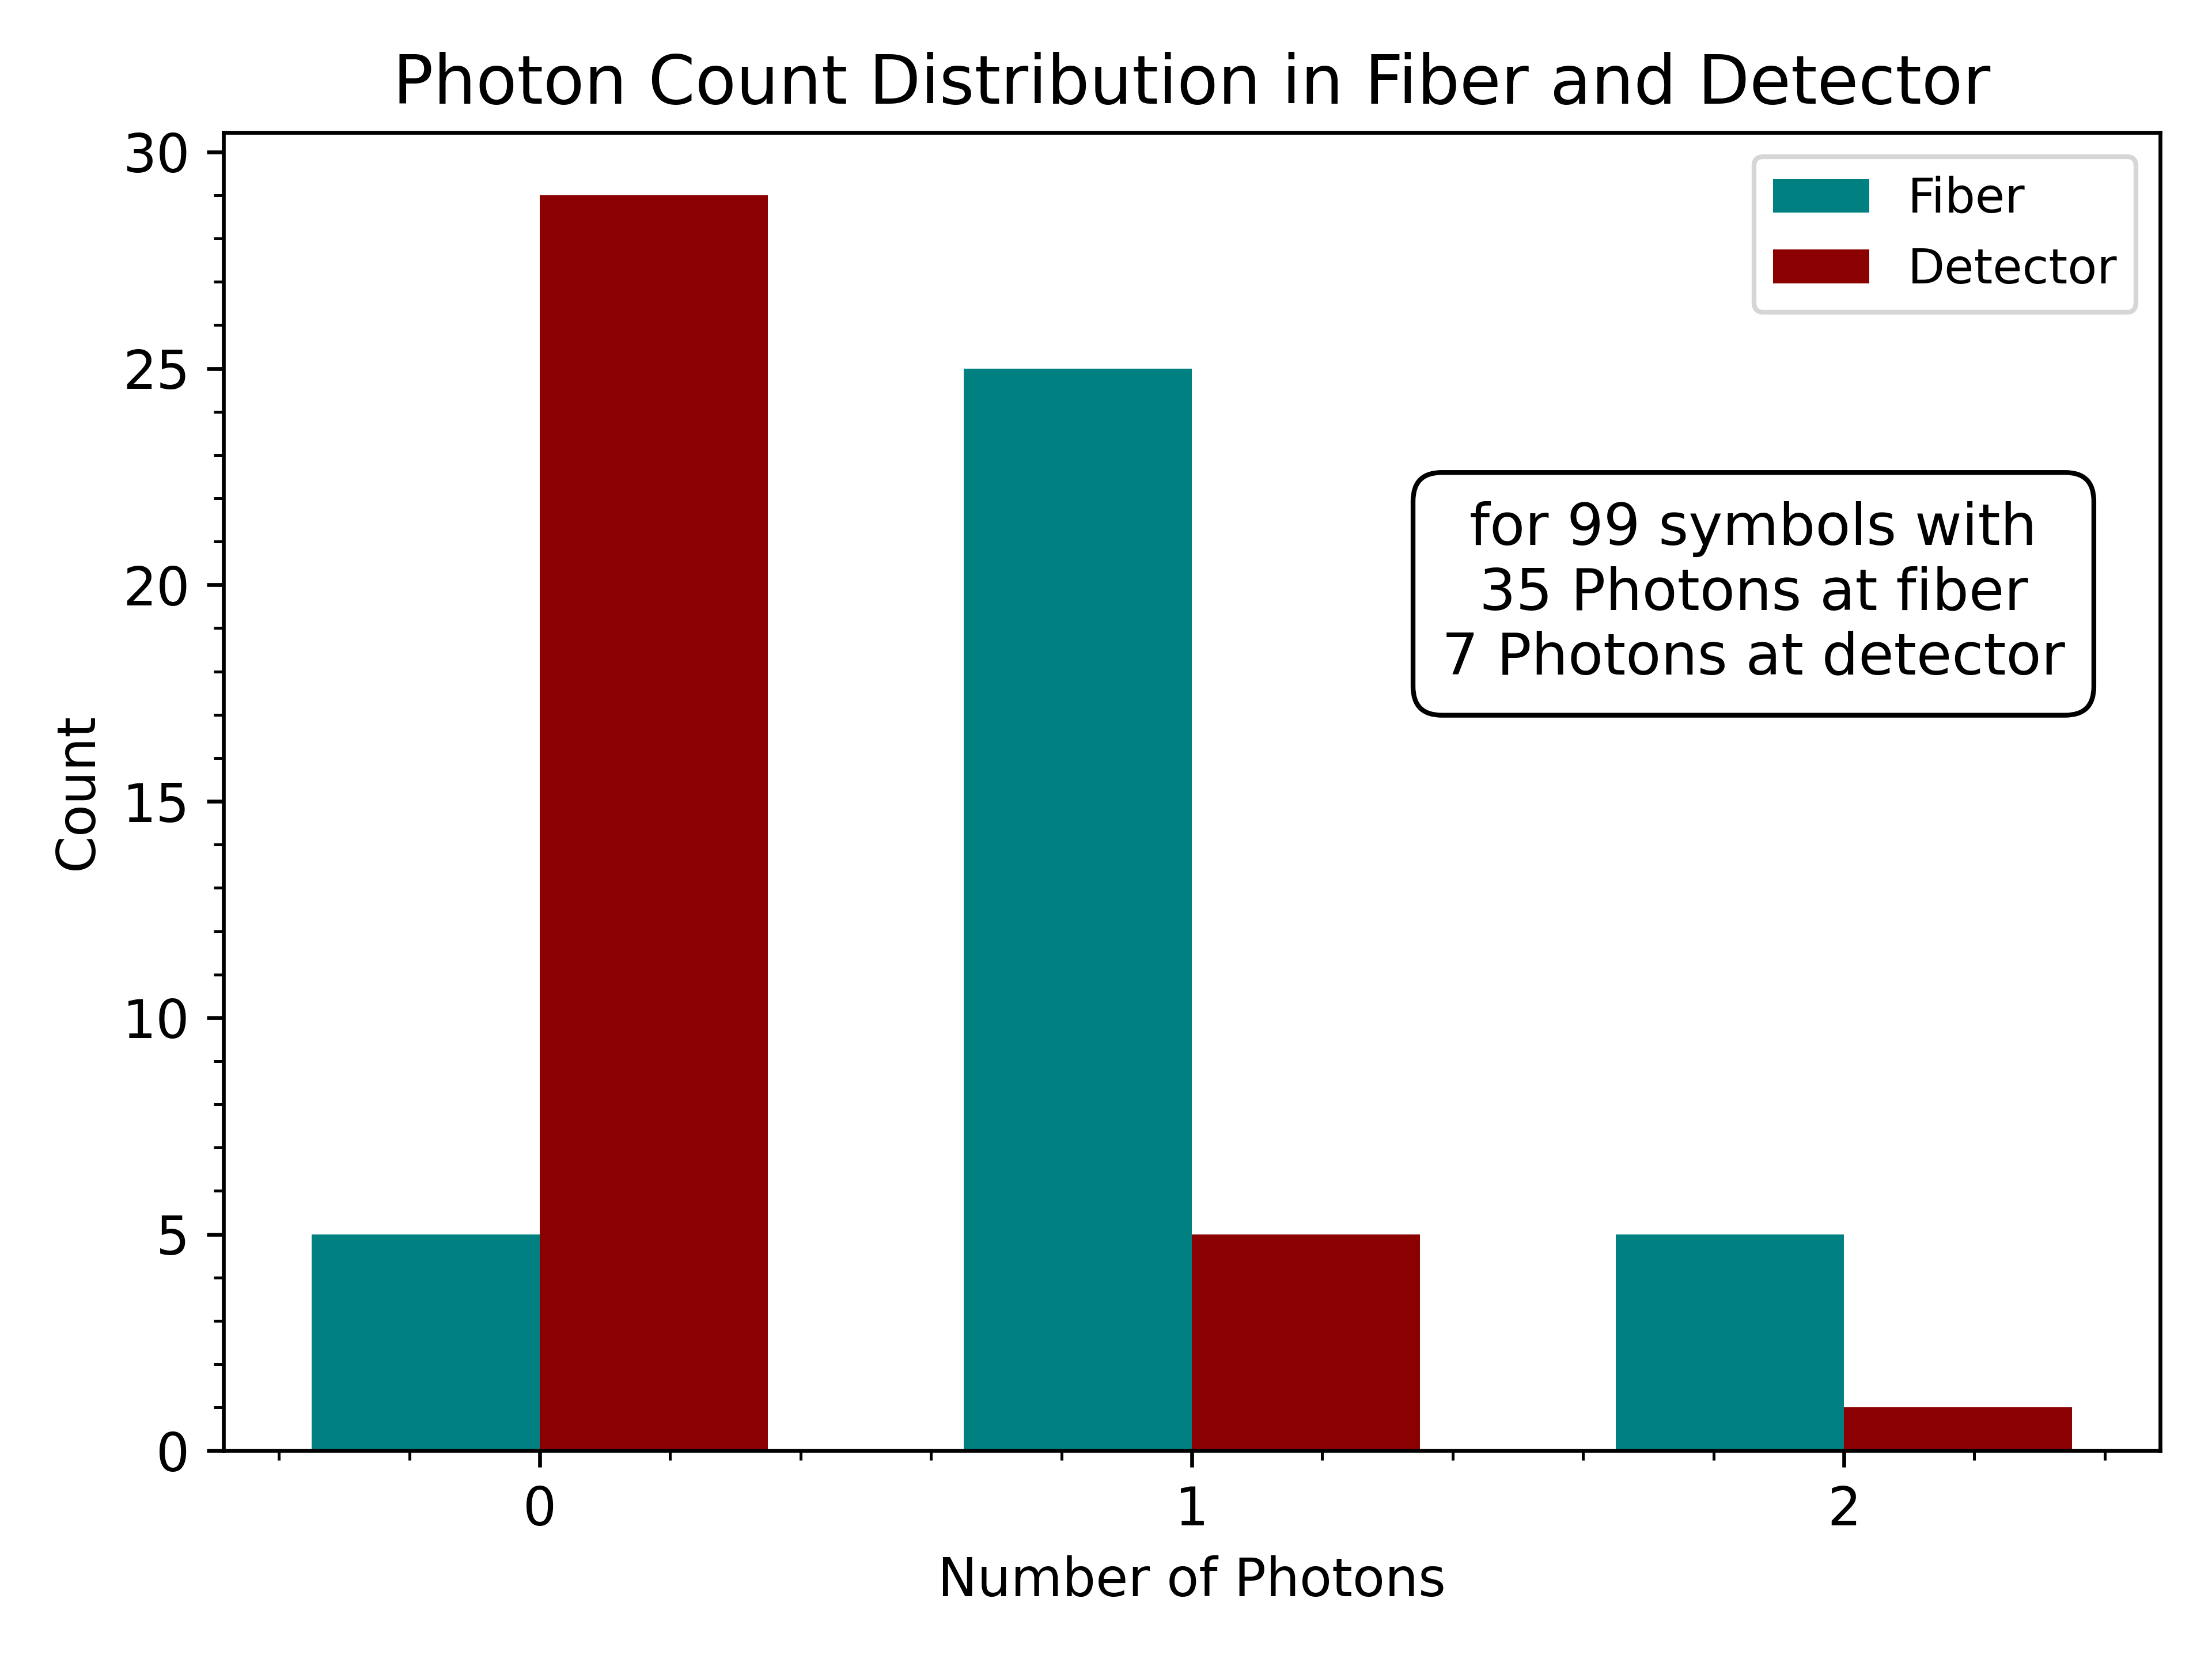 Photon Count Distribution in Fiber and Detector
30
25
20
15
10
5
0
Count
Fiber
Detector
for 99 symbols with
35 Photons at fiber
7 Photons at detector
0 1 2
Number of Photons